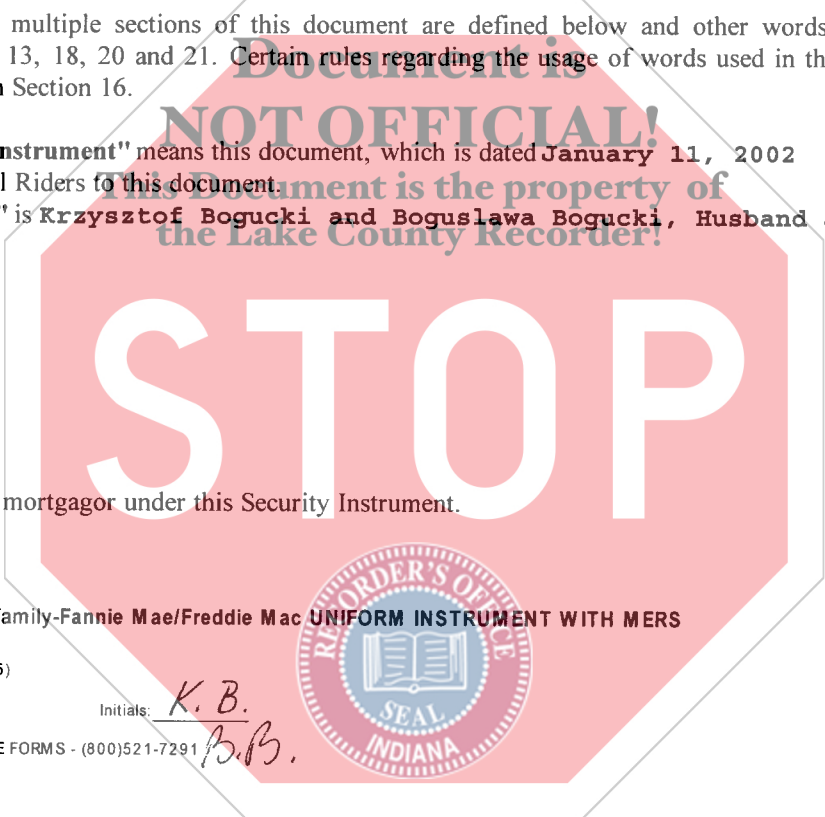 multiple sections of this document are defined below and other words
13, 18, 20 and 21. Certain rules regarding the usage of words used in th
Section 16.
Document is
NOT OFFICIAL!
This Document is the property of
the Lake County Recorder!
nstrument" means this document, which is dated January 11, 2002
l Riders to this document.
" is Krzysztof Bogucki and Boguslawa Bogucki, Husband
STOP
mortgagor under this Security Instrument.
amily-Fannie Mae/Freddie Mac UNIFORM INSTRUMENT WITH MERS
RECORDER'S OFFICE
SEAL
INDIANA
Initials: K. B.
E FORMS - (800)521-7291 B.B.